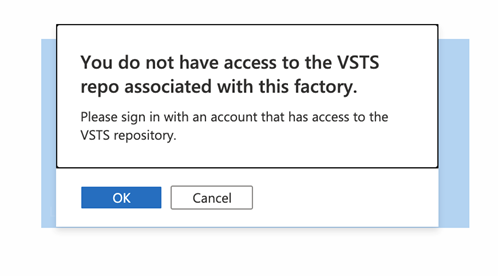 You do not have access to the VSTS
repo associated with this factory.
Please sign in with an account that has access to the
VSTS repository.
OK
Cancel